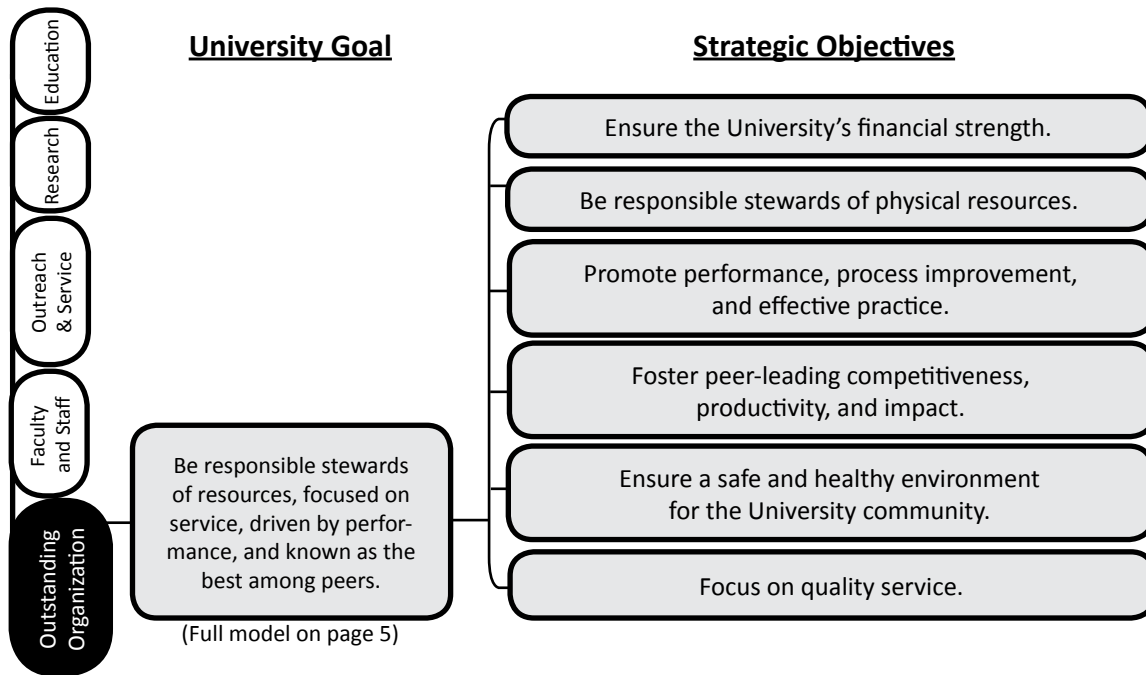 Education
Research
Outreach
& Service
Faculty
and Staff
Outstanding
Organization
University Goal
Be responsible stewards
of resources, focused on
service, driven by perfor-
mance, and known as the
best among peers.
(Full model on page 5)
Strategic Objectives
Ensure the University’s financial strength.
Be responsible stewards of physical resources.
Promote performance, process improvement,
and effective practice.
Foster peer-leading competitiveness,
productivity, and impact.
Ensure a safe and healthy environment
for the University community.
Focus on quality service.